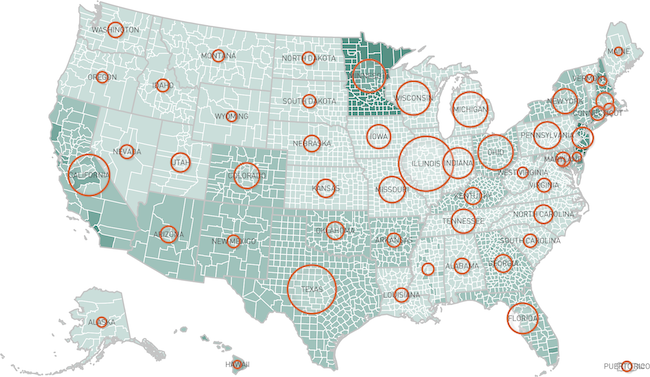 WASHINGTON
MAINE
MONTANA
NORTH DAKOTA
VERMONT
OREGON
IDAHO
SOUTH DAKOTA
WISCONSIN
MICHIGAN
NEW YORK
WYOMING
IOWA
PENNSYLVANIA
NEVADA
NEBRASKA
OHIO
UTAH
ILLINOIS
INDIANA
MARYLAND
CALIFORNIA
COLORADO
WEST VIRGINIA
KANSAS
MISSOURI
VIRGINIA
KENTUCKY
NORTH CAROLINA
TENNESSEE
ARIZONA
NEW MEXICO
OKLAHOMA
ARKANSAS
SOUTH CAROLINA
GEORGIA
ALABAMA
TEXAS
LOUISIANA
FLORIDA
ALASKA
HAWAII
PUERTO RICO